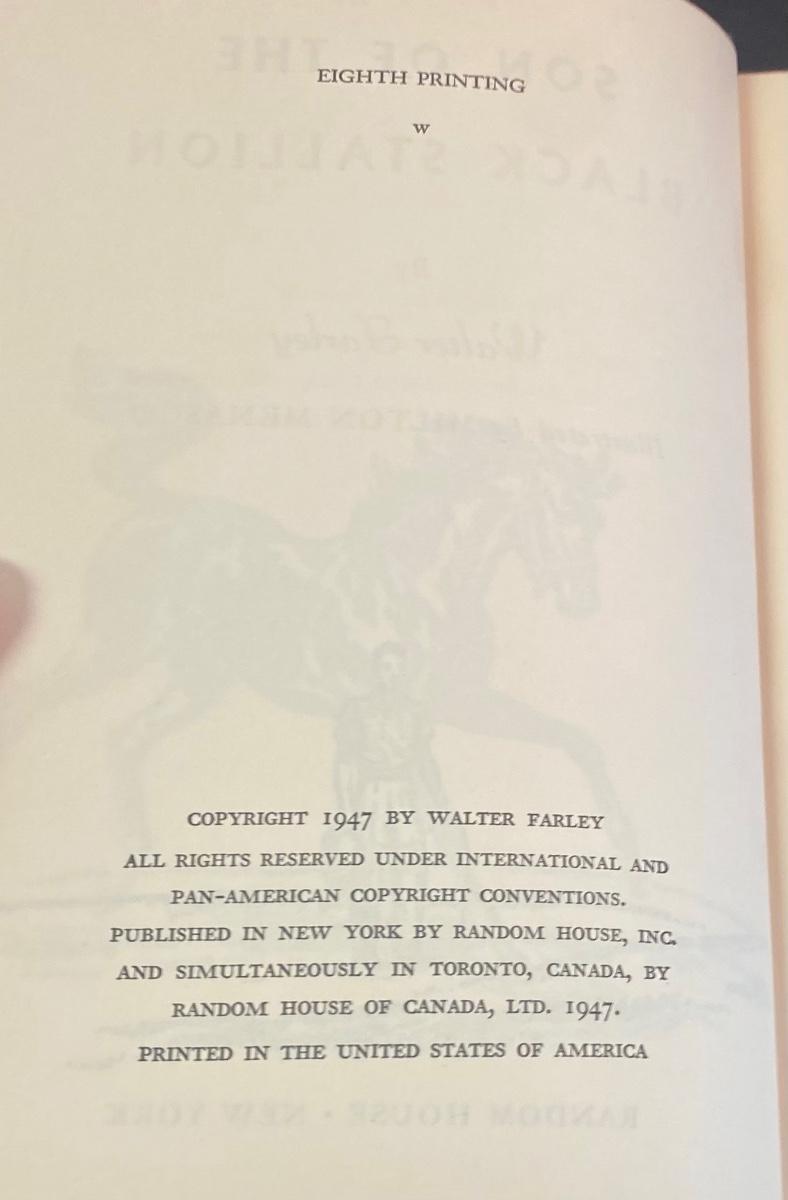 EIGHTH PRINTING
W
COPYRIGHT 1947 BY WALTER FARLEY
ALL RIGHTS RESERVED UNDER INTERNATIONAL AND
PAN-AMERICAN COPYRIGHT CONVENTIONS.
PUBLISHED IN NEW YORK BY RANDOM HOUSE, INC.
AND SIMULTANEOUSLY IN TORONTO, CANADA, BY
RANDOM HOUSE OF CANADA, LTD. 1947.
PRINTED IN THE UNITED STATES OF AMERICA